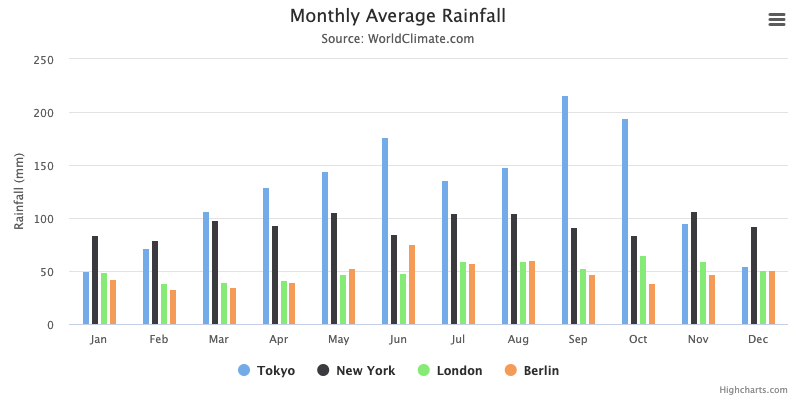 Monthly Average Rainfall
Source: WorldClimate.com
Rainfall (mm)
250
200
150
100
50
0
Jan Feb Mar Apr May Jun Jul Aug Sep Oct Nov Dec
Tokyo New York London Berlin
Highcharts.com